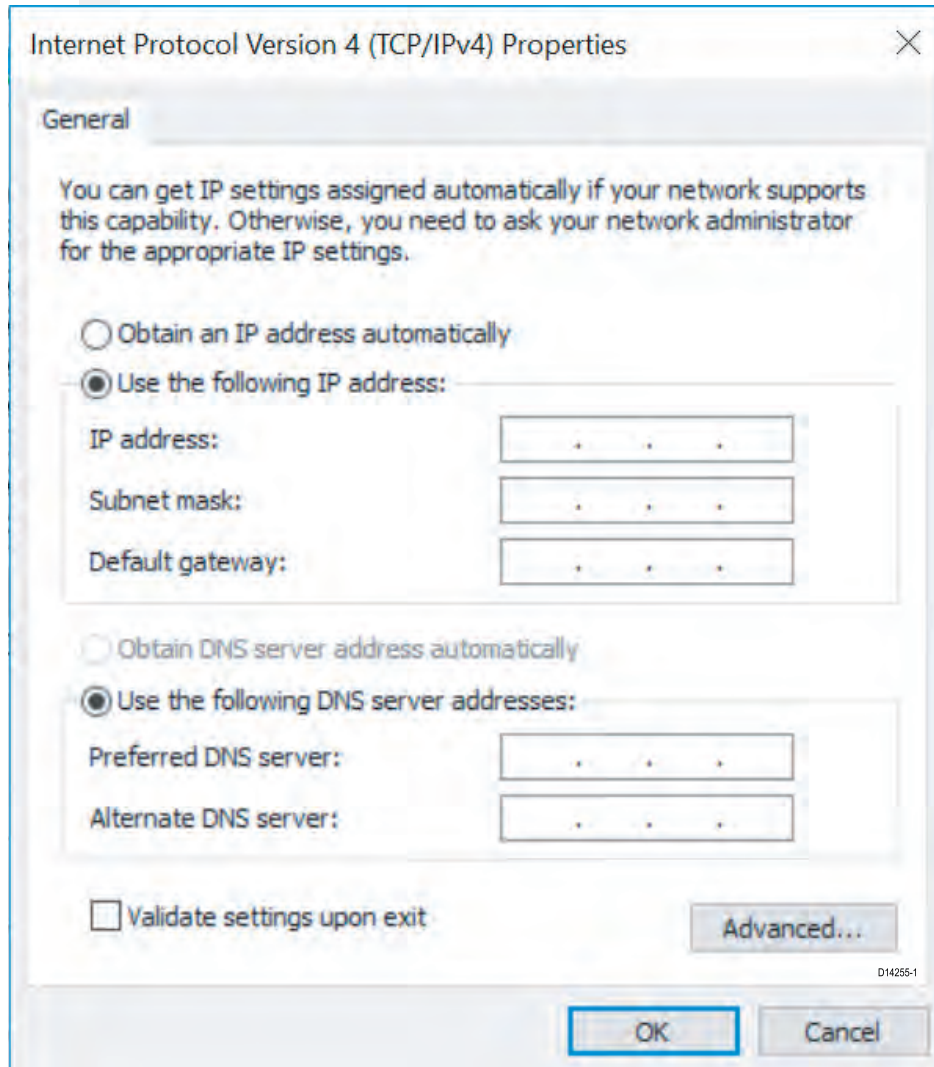 Internet Protocol Version 4 (TCP/IPv4) Properties
General
You can get IP settings assigned automatically if your network supports
this capability. Otherwise, you need to ask your network administrator
for the appropriate IP settings.
Obtain an IP address automatically
Use the following IP address:
IP address: . . .
Subnet mask: . . .
Default gateway: . . .
Obtain DNS server address automatically
Use the following DNS server addresses:
Preferred DNS server: . . .
Alternate DNS server: . . .
Validate settings upon exit
Advanced...
D14255-1
OK Cancel